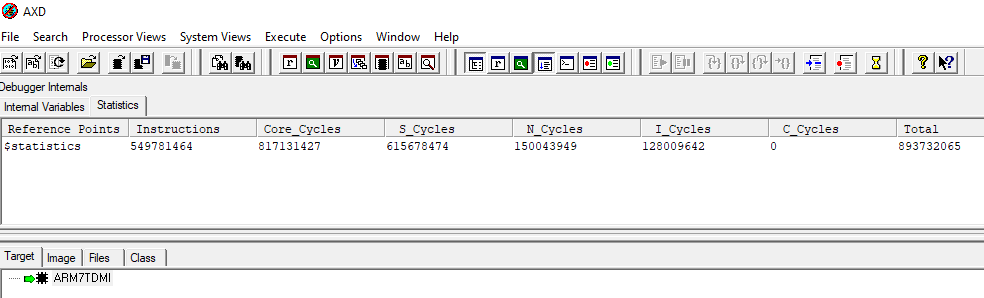 AXD
File Search Processor Views System Views Execute Options Window Help
Debugger Internals
Internal Variables Statistics
Reference Points Instructions Core_Cycles S_Cycles N_Cycles I_Cycles C_Cycles Total
$statistics 549781464 817131427 615678474 150043949 128009642 0 893732065
Target Image Files Class
ARM7TDMI